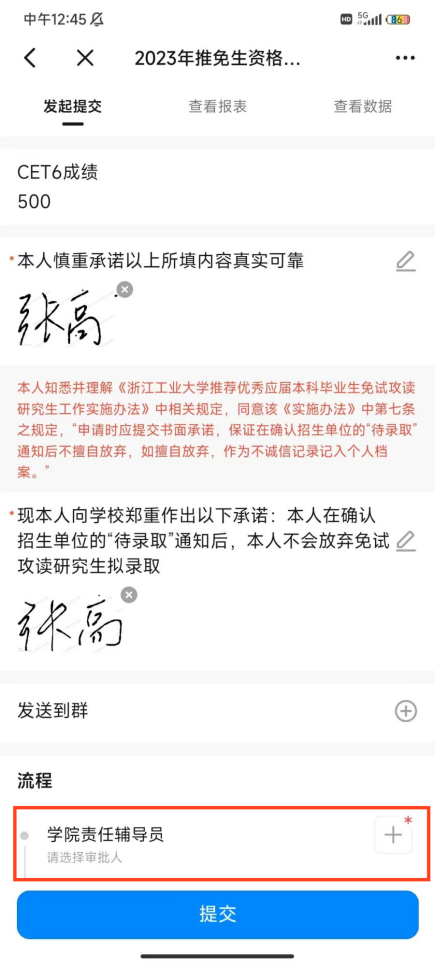 中午12:45
HD 5G 86
2023年推免生资格...
发起提交 查看报表 查看数据
CET6成绩
500
*本人慎重承诺以上所填内容真实可靠
张高
本人知悉并理解《浙江工业大学推荐优秀应届本科毕业生免试攻读
研究生工作实施办法》中相关规定，同意该《实施办法》中第七条
之规定，“申请时应提交书面承诺，保证在确认招生单位的“待录取”
通知后不擅自放弃，如擅自放弃，作为不诚信记录记入个人档
案。”
*现本人向学校郑重作出以下承诺：本人在确认
招生单位的“待录取”通知后，本人不会放弃免试
攻读研究生拟录取
张高
发送到群
流程
学院责任辅导员
*
请选择审批人
提交